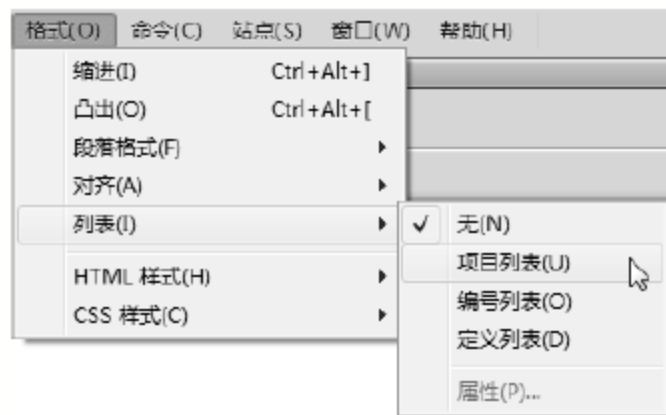 格式(O) 命令(C) 站点(S) 窗口(W) 帮助(H)
缩进(I) Ctrl+Alt+]
凸出(O) Ctrl+Alt+[
段落格式(F)
对齐(A)
列表(I)
无(N)
项目列表(U)
HTML 样式(H)
编号列表(O)
CSS 样式(C)
定义列表(D)
属性(P)...